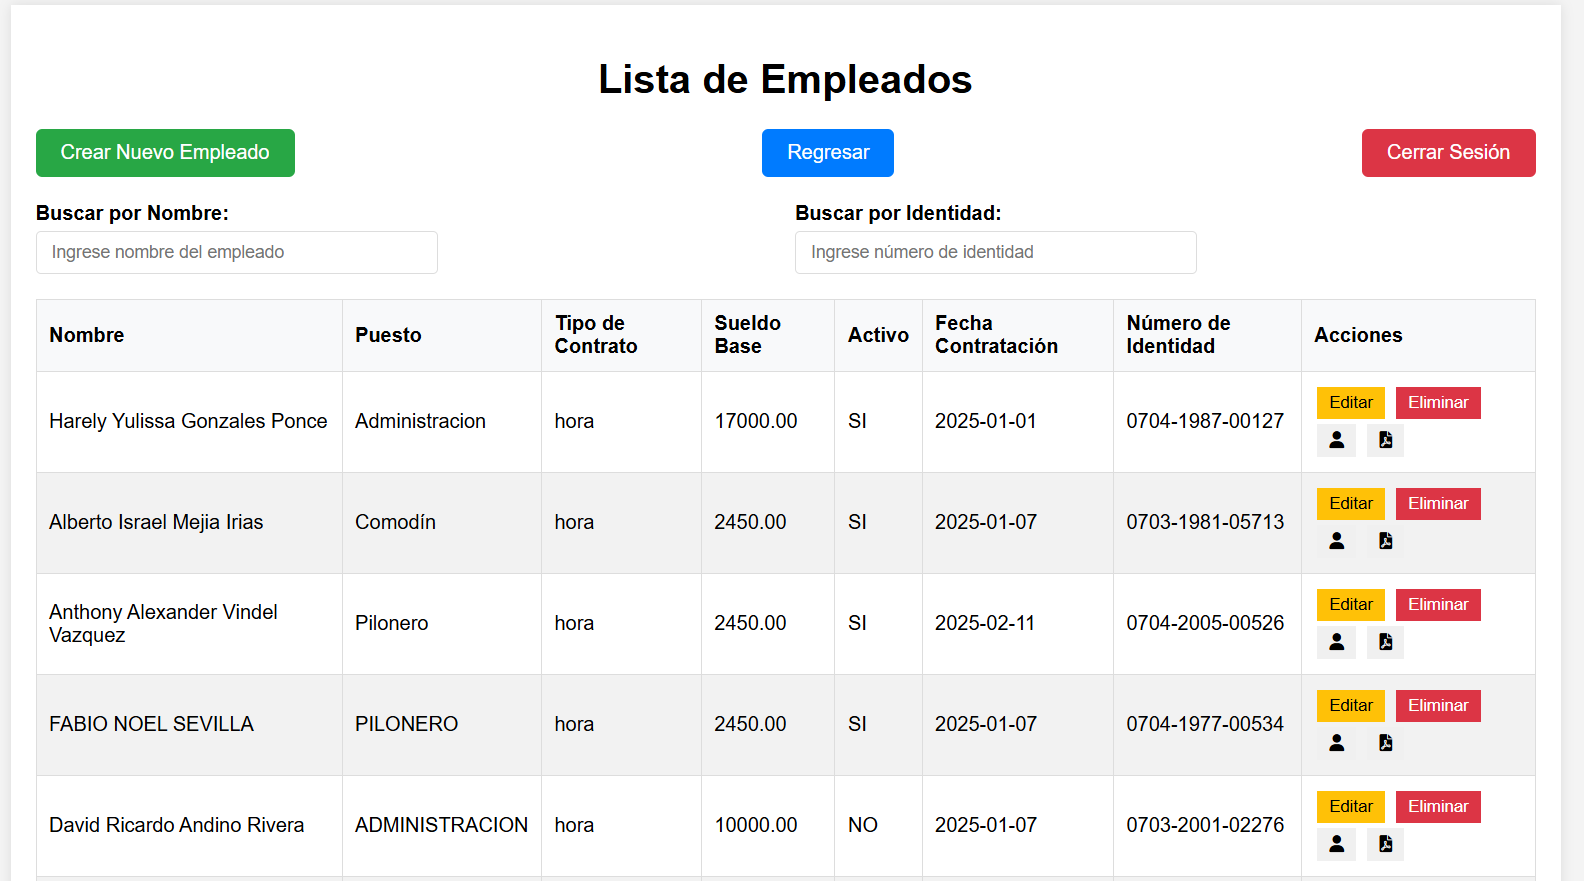 Lista de Empleados
Crear Nuevo Empleado
Regresar
Cerrar Sesión
Buscar por Nombre:
Buscar por Identidad:
Ingrese nombre del empleado
Ingrese número de identidad
Nombre
Puesto
Tipo de
Contrato
Sueldo
Base
Activo
Fecha
Contratación
Número de
Identidad
Acciones
Harely Yulissa Gonzales Ponce
Administracion
hora
17000.00
SI
2025-01-01
0704-1987-00127
Editar
Eliminar
Alberto Israel Mejia Irias
Comodín
hora
2450.00
SI
2025-01-07
0703-1981-05713
Editar
Eliminar
Anthony Alexander Vindel
Vazquez
Pilonero
hora
2450.00
SI
2025-02-11
0704-2005-00526
Editar
Eliminar
FABIO NOEL SEVILLA
PILONERO
hora
2450.00
SI
2025-01-07
0704-1977-00534
Editar
Eliminar
David Ricardo Andino Rivera
ADMINISTRACION
hora
10000.00
NO
2025-01-07
0703-2001-02276
Editar
Eliminar